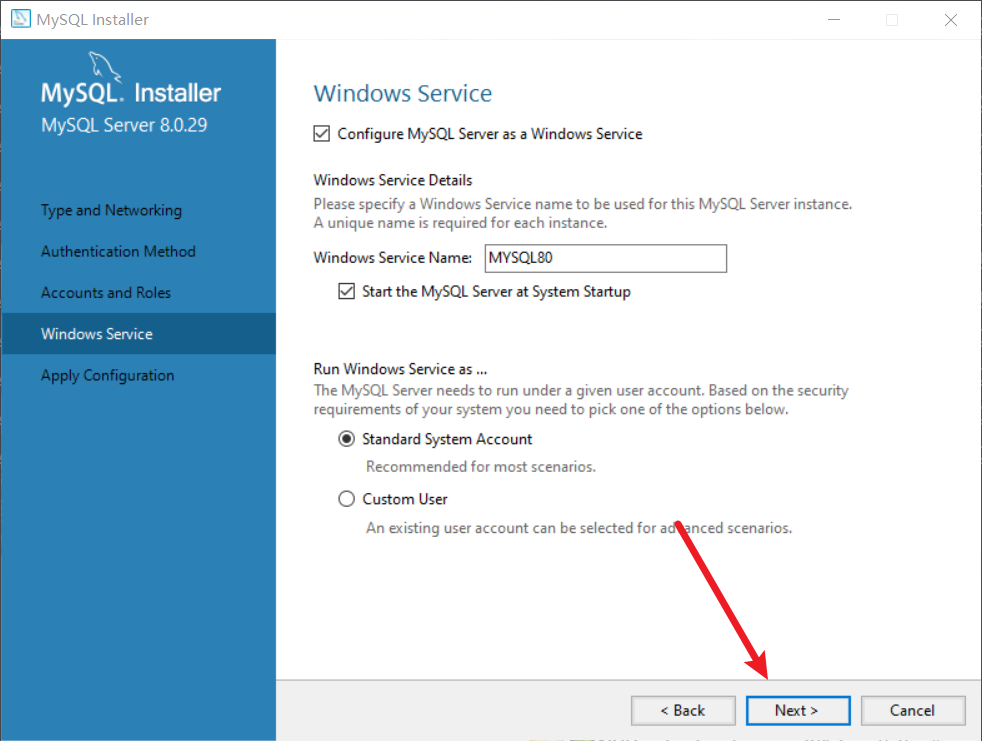 MySQL Installer
MySQL. Installer
MySQL Server 8.0.29
Type and Networking
Authentication Method
Accounts and Roles
Windows Service
Apply Configuration
Windows Service
Configure MySQL Server as a Windows Service
Windows Service Details
Please specify a Windows Service name to be used for this MySQL Server instance.
A unique name is required for each instance.
Windows Service Name: MYSQL80
Start the MySQL Server at System Startup
Run Windows Service as ...
The MySQL Server needs to run under a given user account. Based on the security
requirements of your system you need to pick one of the options below.
Standard System Account
Recommended for most scenarios.
Custom User
An existing user account can be selected for advanced scenarios.
< Back Next > Cancel